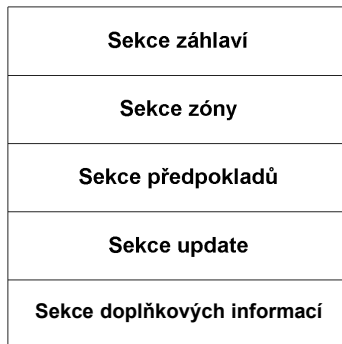 Sekce záhlaví
Sekce zóny
Sekce předpokladů
Sekce update
Sekce doplňkových informací